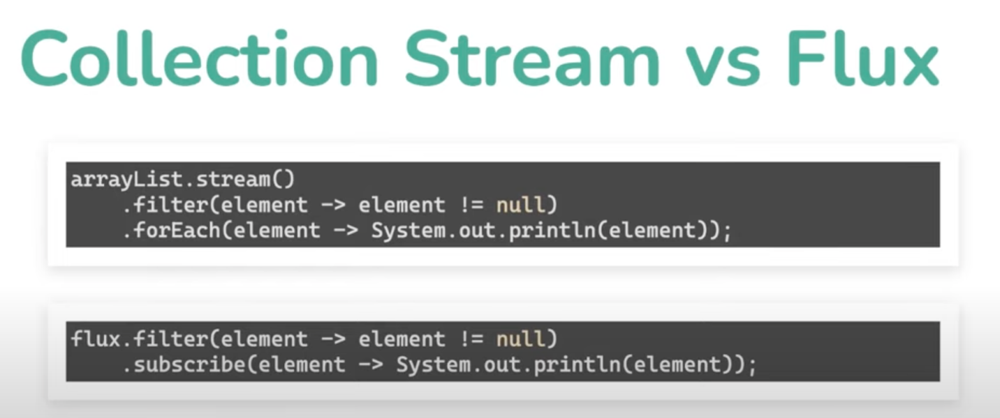 Collection Stream vs Flux
arrayList.stream()
.filter(element -> element != null)
.forEach(element -> System.out.println(element));
flux.filter(element -> element != null)
.subscribe(element -> System.out.println(element));